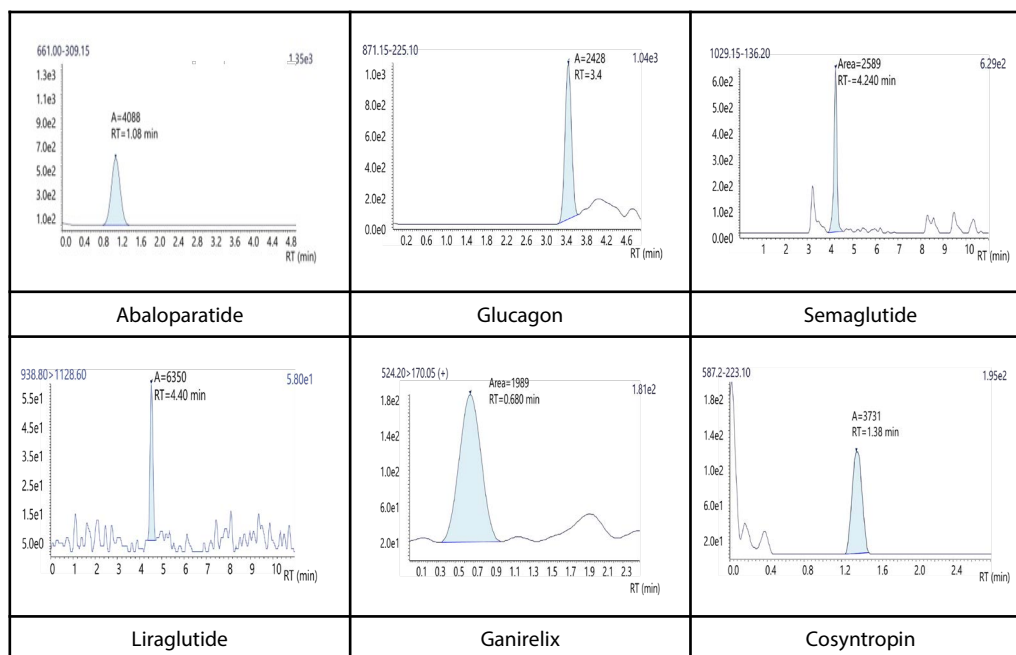 661.00-309.15
1.35e3
1.3e3
1.1e3
9.0e2
7.0e2
5.0e2
3.0e2
1.0e2
A=4088
RT=1.08 min
0.0 0.4 0.8 1.2 1.6 2.0 2.4 2.8 3.2 3.6 4.0 4.4 4.8
RT (min)
871.15-225.10
1.04e3
1.0e3
8.0e2
6.0e2
4.0e2
2.0e2
0.0e0
A=2428
RT=3.4
0.2 0.6 1.0 1.4 1.8 2.2 2.6 3.0 3.4 3.8 4.2 4.6
RT (min)
1029.15-136.20
6.29e2
6.0e2
5.0e2
4.0e2
3.0e2
2.0e2
1.0e2
0.0e0
Area=2589
RT-=4.240 min
1 2 3 4 5 6 7 8 9 10
RT (min)
Abaloparatide
Glucagon
Semaglutide
938.80>1128.60
5.80e1
5.5e1
4.5e1
3.5e1
2.5e1
1.5e1
5.0e0
A=6350
RT=4.40 min
0 1 2 3 4 5 6 7 8 9 10
RT (min)
524.20>170.05 (+)
1.81e2
1.8e2
1.4e2
1.0e2
6.0e1
2.0e1
Area=1989
RT=0.680 min
0.1 0.3 0.5 0.7 0.9 1.1 1.3 1.5 1.7 1.9 2.1 2.3
RT (min)
587.2-223.10
1.95e2
1.8e2
1.4e2
1.0e2
6.0e1
2.0e1
A=3731
RT=1.38 min
0.0 0.4 0.8 1.2 1.6 2.0 2.4
RT (min)
Liraglutide
Ganirelix
Cosyntropin